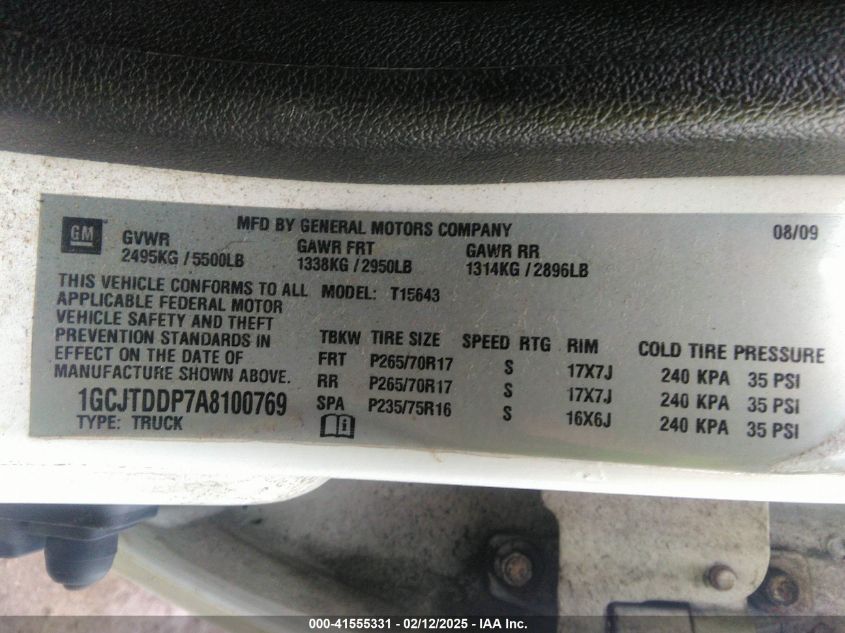 GM
MFD BY GENERAL MOTORS COMPANY
08/09
GVWR GAWR FRT GAWR RR
2495KG / 5500LB 1338KG / 2950LB 1314KG / 2896LB
THIS VEHICLE CONFORMS TO ALL
APPLICABLE FEDERAL MOTOR
VEHICLE SAFETY AND THEFT
PREVENTION STANDARDS IN
EFFECT ON THE DATE OF
MANUFACTURE SHOWN ABOVE.
1GCJTDDP7A8100769
TYPE: TRUCK
MODEL: T15643
TBKW TIRE SIZE SPEED RTG RIM COLD TIRE PRESSURE
FRT P265/70R17 S 17X7J 240 KPA 35 PSI
RR P265/70R17 S 17X7J 240 KPA 35 PSI
SPA P235/75R16 S 16X6J 240 KPA 35 PSI
000-41555331 - 02/12/2025 - IAA Inc.